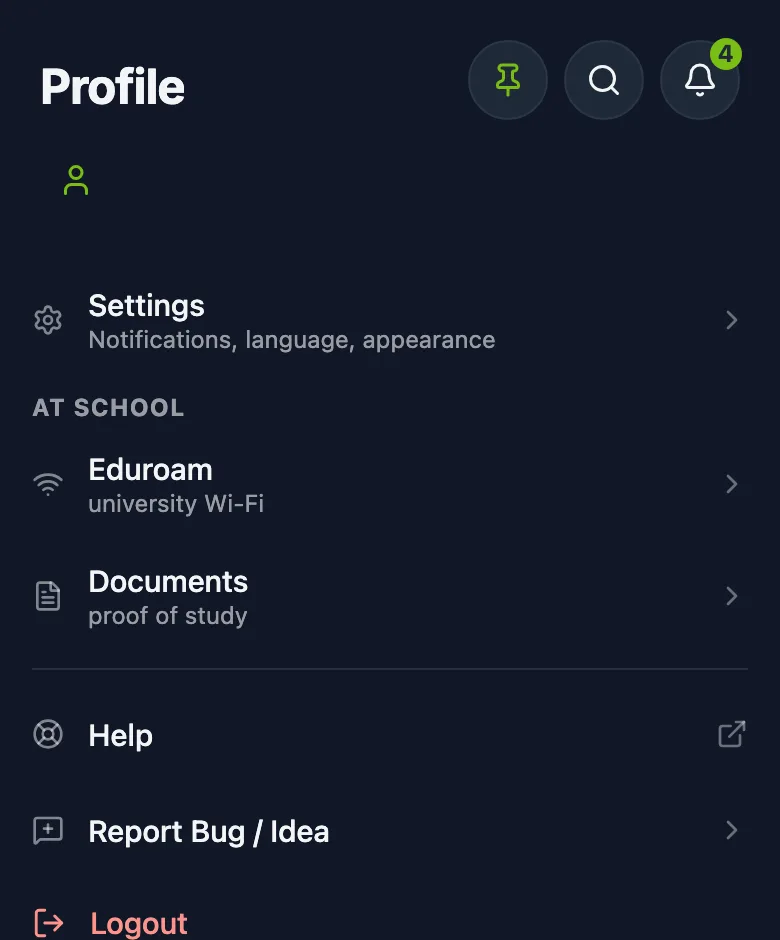 Profile
4
Settings
Notifications, language, appearance
AT SCHOOL
Eduroam
university Wi-Fi
Documents
proof of study
Help
Report Bug / Idea
Logout